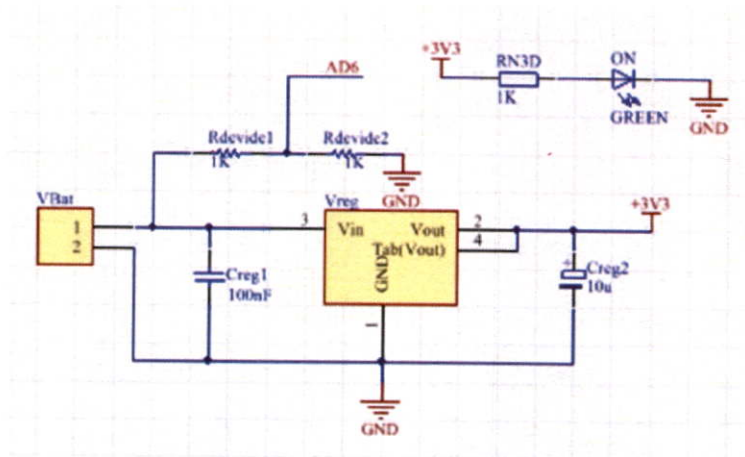 +3V3
RN3D
1K
ON
GREEN
GND
AD6
Rdevide1
1K
Rdevide2
1K
GND
VBat
1
2
Vreg
3
Vin
Vout
2
Tab(Vout)
4
GND
1
+3V3
Creg1
100nF
Creg2
10u
+
GND